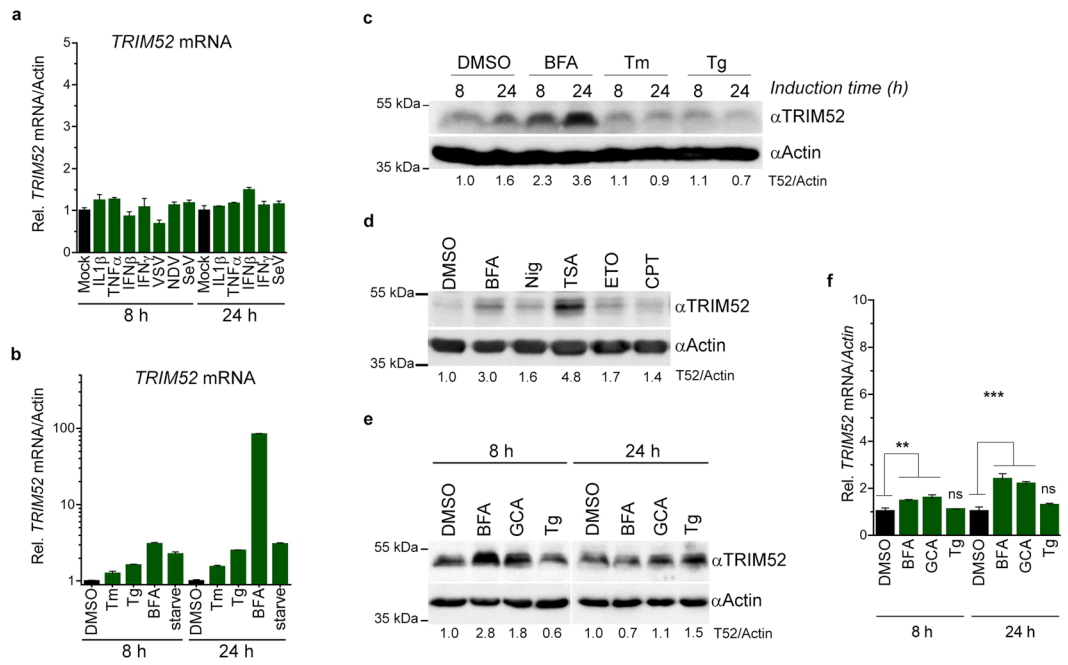 a
TRIM52 mRNA
Rel. TRIM52 mRNA/Actin
5
4
3
2
1
0
Mock
IL1β
TNFα
IFNβ
IFNγ
VSV
NDV
SeV
Mock
IL1β
TNFα
IFNβ
IFNγ
SeV
8 h
24 h
b
TRIM52 mRNA
Rel. TRIM52 mRNA/Actin
100
10
1
DMSO
Tm
Tg
BFA
starve
DMSO
Tm
Tg
BFA
starve
8 h
24 h
c
DMSO BFA Tm Tg
8 24 8 24 8 24 8 24 Induction time (h)
55 kDa
αTRIM52
αActin
35 kDa
1.0 1.6 2.3 3.6 1.1 0.9 1.1 0.7 T52/Actin
d
DMSO
BFA
Nig
TSA
ETO
CPT
55 kDa
αTRIM52
αActin
35 kDa
1.0 3.0 1.6 4.8 1.7 1.4 T52/Actin
e
8 h 24 h
DMSO
BFA
GCA
Tg
DMSO
BFA
GCA
Tg
55 kDa
αTRIM52
αActin
35 kDa
1.0 2.8 1.8 0.6 1.0 0.7 1.1 1.5 T52/Actin
f
Rel. TRIM52 mRNA/Actin
10
8
6
4
2
0
**
***
ns
ns
DMSO
BFA
GCA
Tg
DMSO
BFA
GCA
Tg
8 h
24 h